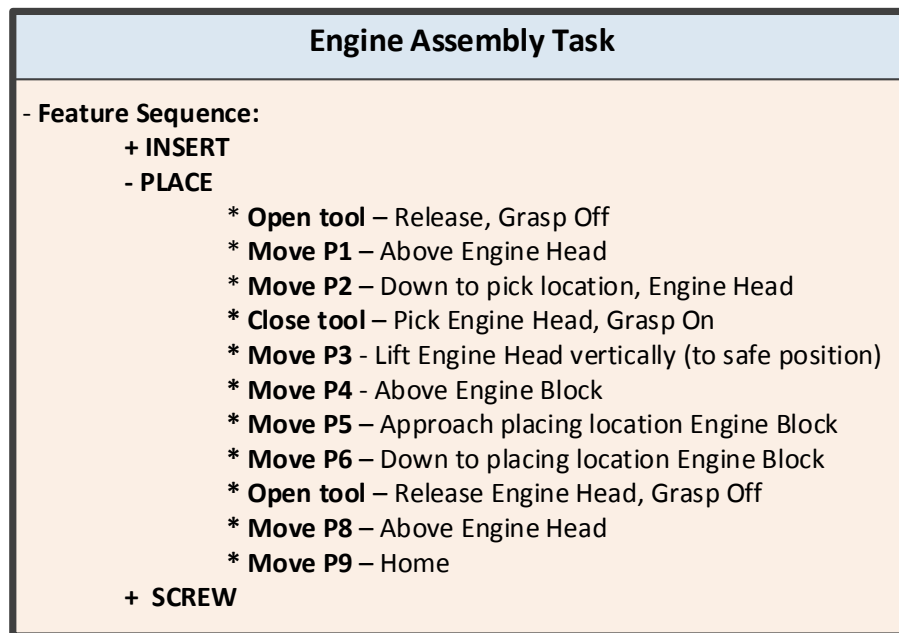 Engine Assembly Task
- Feature Sequence:
+ INSERT
- PLACE
* Open tool – Release, Grasp Off
* Move P1 – Above Engine Head
* Move P2 – Down to pick location, Engine Head
* Close tool – Pick Engine Head, Grasp On
* Move P3 - Lift Engine Head vertically (to safe position)
* Move P4 - Above Engine Block
* Move P5 – Approach placing location Engine Block
* Move P6 – Down to placing location Engine Block
* Open tool – Release Engine Head, Grasp Off
* Move P8 – Above Engine Head
* Move P9 – Home
+ SCREW